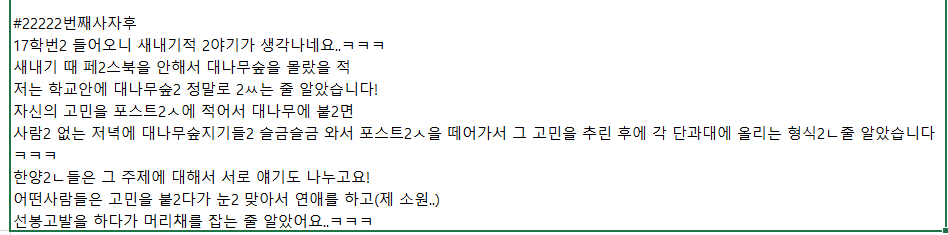 #22222번째사자후
17학번2 들어오니 새내기적 2야기가 생각나네요..ㅋㅋㅋ
새내기 때 페2스북을 안해서 대나무숲을 몰랐을 적
저는 학교안에 대나무숲2 정말로 2ㅆ는 줄 알았습니다!
자신의 고민을 포스트2ㅅ에 적어서 대나무에 붙2면
사람2 없는 저녁에 대나무숲지기들2 슬금슬금 와서 포스트2ㅅ을 떼어가서 그 고민을 추린 후에 각 단과대에 올리는 형식2ㄴ줄 알았습니다
ㅋㅋㅋ
한양2ㄴ들은 그 주제에 대해서 서로 얘기도 나누고요!
어떤사람들은 고민을 붙2다가 눈2 맞아서 연애를 하고(제 소원..)
선봉고발을 하다가 머리채를 잡는 줄 알았어요..ㅋㅋㅋ